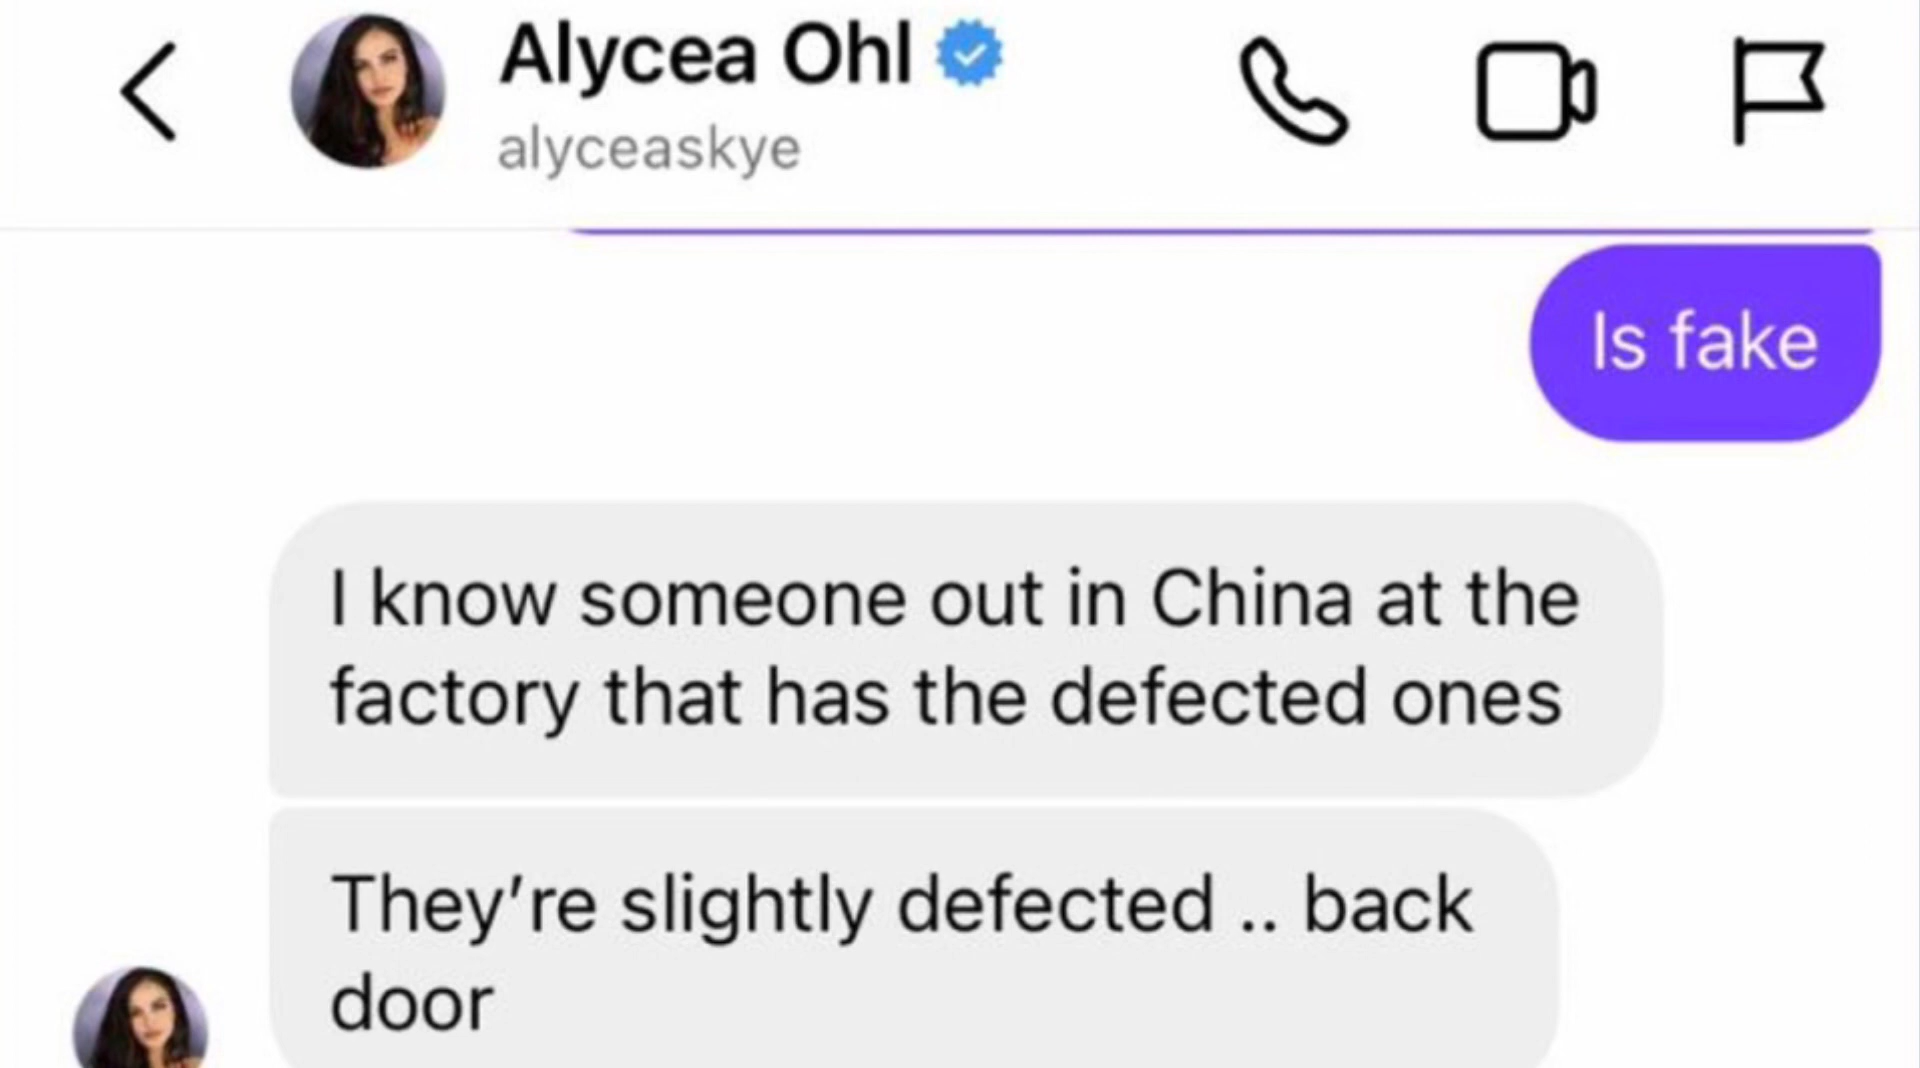 Alycea Ohl
alyceaskye
Is fake
I know someone out in China at the
factory that has the defected ones
They're slightly defected .. back
door